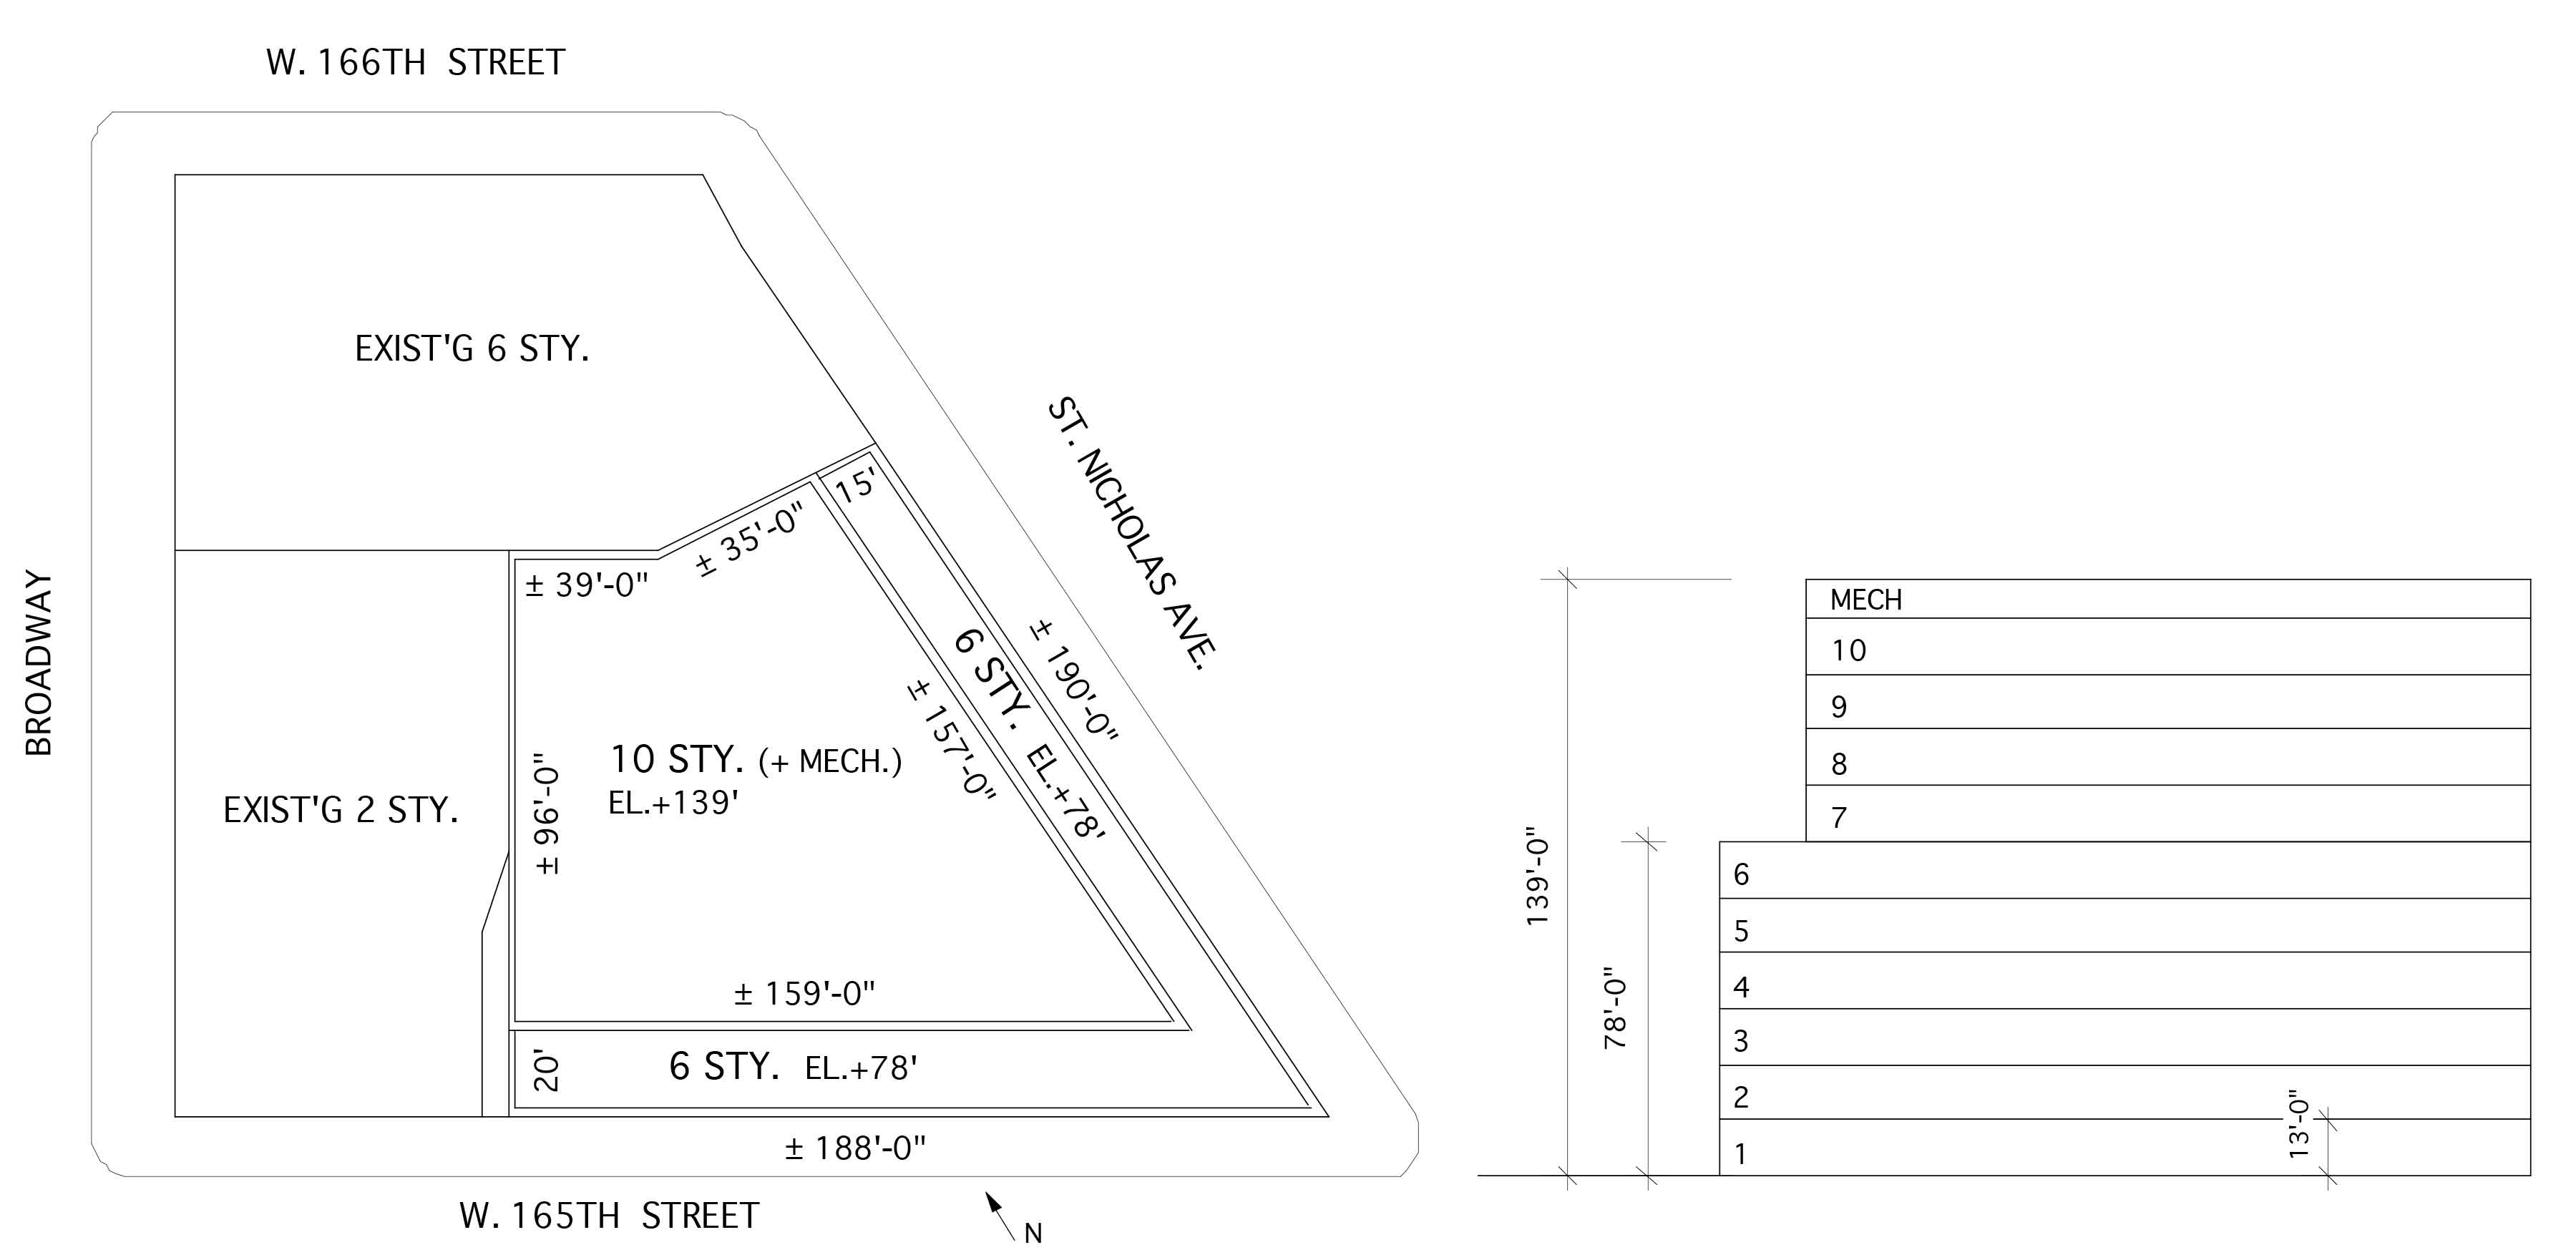 W. 166TH STREET
EXIST'G 6 STY.
ST. NICHOLAS AVE.
15'
± 35'-0"
± 39'-0"
BROADWAY
6 STY. EL.+78'
± 190'-0"
± 157'-0"
10 STY. (+ MECH.)
EL.+139'
± 96'-0"
EXIST'G 2 STY.
± 159'-0"
20'
6 STY. EL.+78'
± 188'-0"
W. 165TH STREET
N
MECH
10
9
8
7
6
5
4
3
2
1
139'-0"
78'-0"
13'-0"